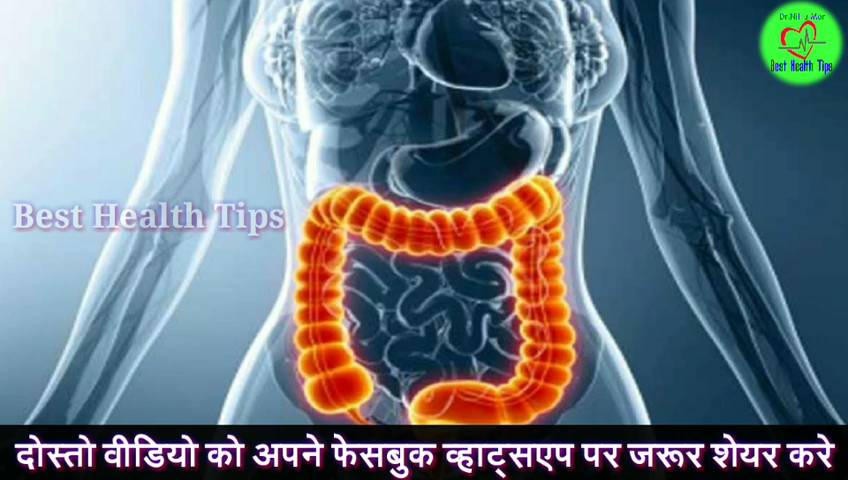 Best Health Tips
Best Health Tips
दोस्तो वीडियो को अपने फेसबुक व्हाट्सएप पर जरूर शेयर करे